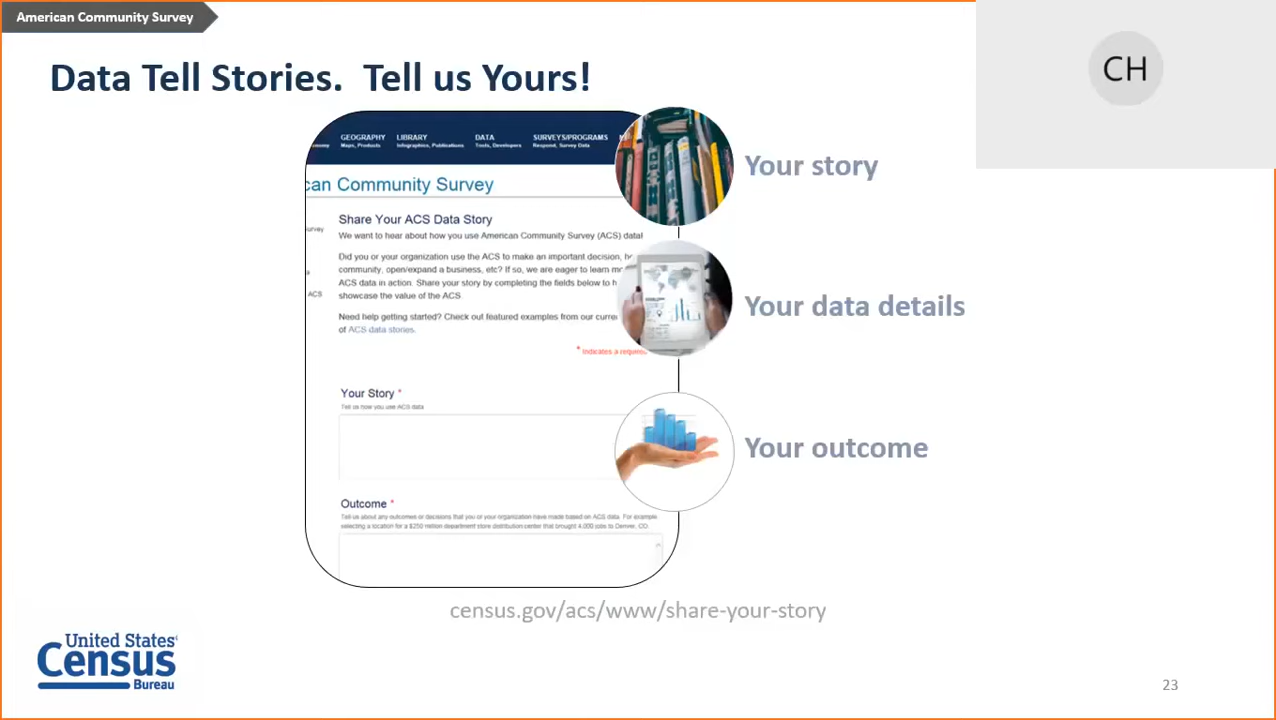 American Community Survey
CH
Data Tell Stories.  Tell us Yours!
GEOGRAPHY LIBRARY DATA SURVEYS/PROGRAMS
Maps, Products Infographics, Publications Tools, Developers Respond, Survey Data
can Community Survey
Share Your ACS Data Story
We want to hear about how you use American Community Survey (ACS) data!
Did you or your organization use the ACS to make an important decision,
community, open/expand a business, etc? If so, we are eager to learn
ACS
ACS data in action. Share your story by completing the fields below to
showcase the value of the ACS
Need help getting started? Check out featured examples from our
of ACS data stories.
* Indicates a
Your Story *
Tell us how you use ACS data
Outcome *
Tell us about any outcomes or decisions that you or your organization have made based on ACS data. For example
selecting a location for a $250 million department store distribution center that brought 4,000 jobs to Denver, CO.
Your story
Your data details
Your outcome
census.gov/acs/www/share-your-story
United States
Census
Bureau
23